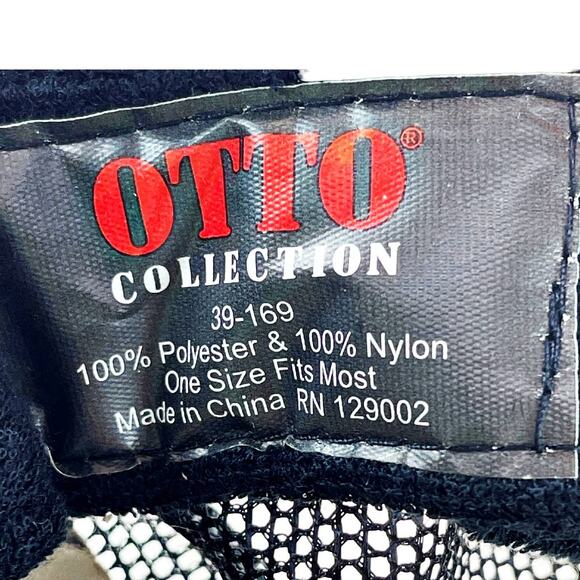 OTTO®
COLLECTION
39-169
100% Polyester & 100% Nylon
One Size Fits Most
Made in China RN 129002